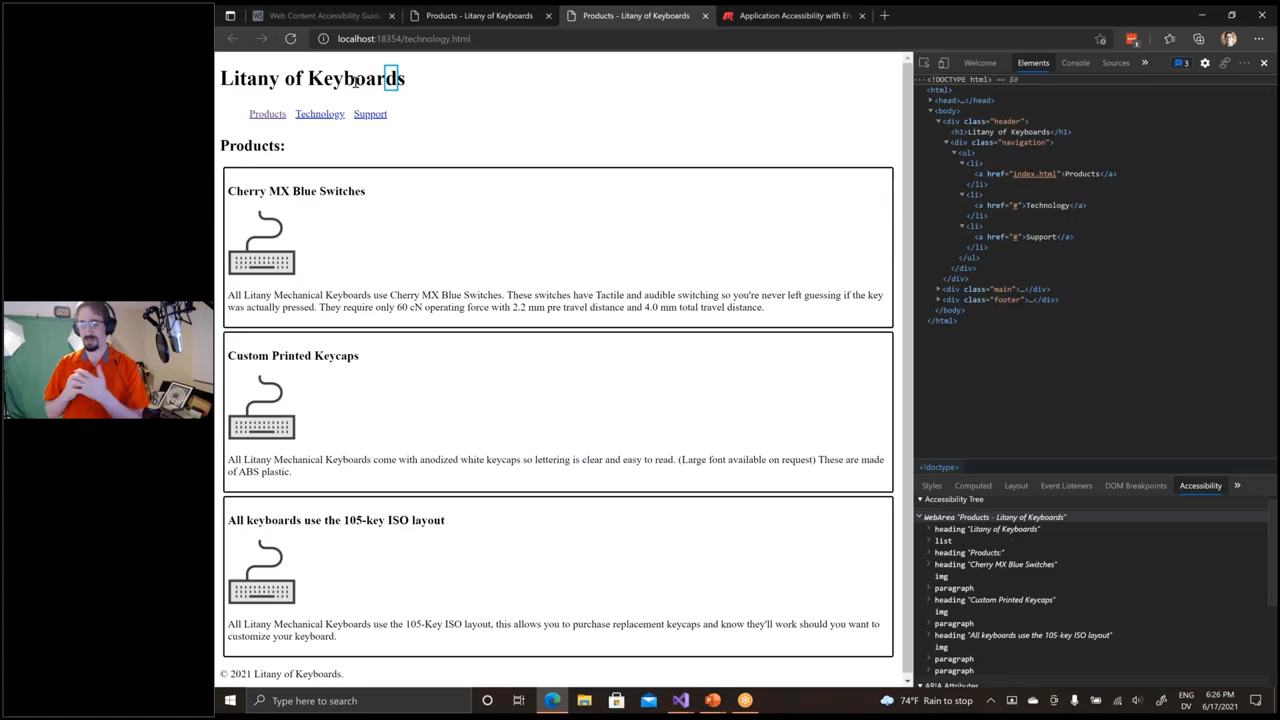 Web Content Accessibility Guid
Products - Litany of Keyboards
Products - Litany of Keyboards
Application Accessibility with En
localhost:18354/technology.html
Litany of Keyboards
Products Technology Support
Products:
Cherry MX Blue Switches
All Litany Mechanical Keyboards use Cherry MX Blue Switches. These switches have Tactile and audible switching so you're never left guessing if the key
was actually pressed. They require only 60 cN operating force with 2.2 mm pre travel distance and 4.0 mm total travel distance.
Custom Printed Keycaps
All Litany Mechanical Keyboards come with anodized white keycaps so lettering is clear and easy to read. (Large font available on request) These are made
of ABS plastic.
All keyboards use the 105-key ISO layout
All Litany Mechanical Keyboards use the 105-Key ISO layout, this allows you to purchase replacement keycaps and know they'll work should you want to
customize your keyboard.
© 2021 Litany of Keyboards.
Welcome Elements Console Sources 3
<!DOCTYPE html> == $0
<html>
<head>…</head>
<body>
<div class="header">
<h1>Litany of Keyboards</h1>
<div class="navigation">
<ul>
<li>
<a href="index.html">Products</a>
</li>
<li>
<a href="#">Technology</a>
</li>
<li>
<a href="#">Support</a>
</li>
</ul>
</div>
</div>
<div class="main">…</div>
<div class="footer">…</div>
</body>
</html>
<!doctype>
Styles Computed Layout Event Listeners DOM Breakpoints Accessibility
Accessibility Tree
WebArea "Products - Litany of Keyboards"
heading "Litany of Keyboards"
list
heading "Products:"
heading "Cherry MX Blue Switches"
img
paragraph
heading "Custom Printed Keycaps"
img
paragraph
heading "All keyboards use the 105-key ISO layout"
img
paragraph
paragraph
ARIA Attributes
Type here to search
74°F Rain to stop
ENG
DV
6:26 PM
6/17/2021